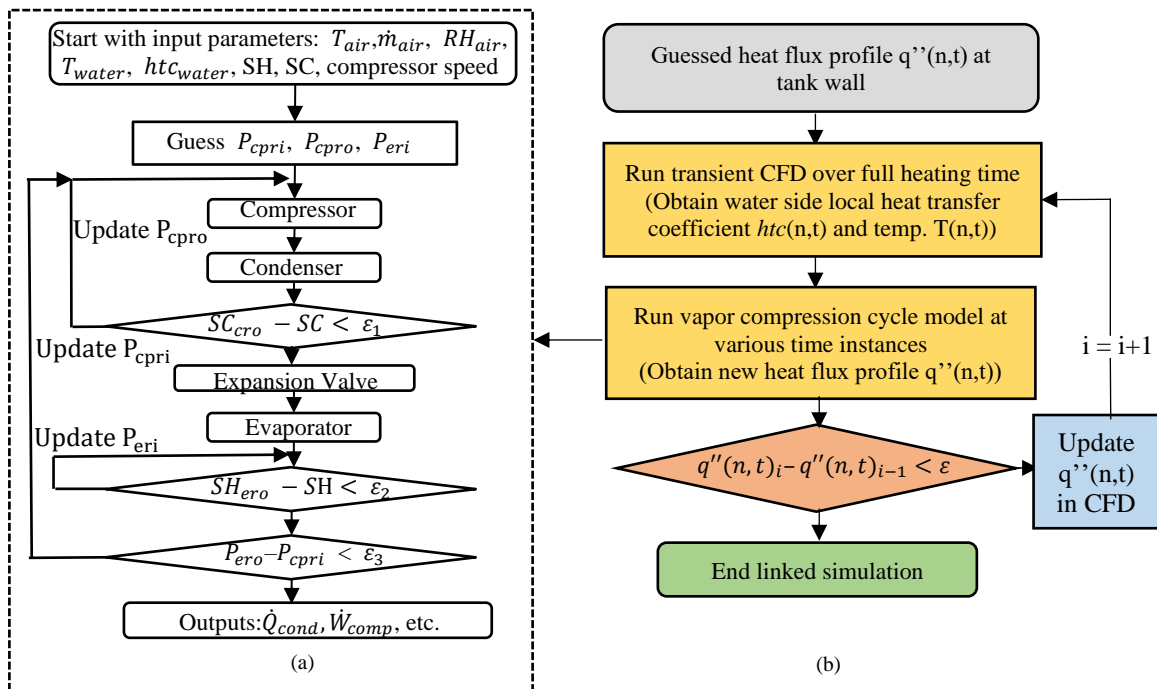 Start with input parameters: T_air, ṁ_air, RH_air,
T_water, htc_water, SH, SC, compressor speed
Guess P_cpri, P_cpro, P_eri
Compressor
Update P_cpro
Condenser
SC_cro − SC < ε_1
Update P_cpri
Expansion Valve
Evaporator
Update P_eri
SH_ero − SH < ε_2
P_ero−P_cpri < ε_3
Outputs:Q̇_cond, Ẇ_comp, etc.
(a)
Guessed heat flux profile q’’(n,t) at
tank wall
Run transient CFD over full heating time
(Obtain water side local heat transfer
coefficient htc(n,t) and temp. T(n,t))
Run vapor compression cycle model at
various time instances
(Obtain new heat flux profile q’’(n,t))
i = i+1
q′′(n, t)_i − q′′(n, t)_i−1 < ε
Update
q’’(n,t)
in CFD
End linked simulation
(b)